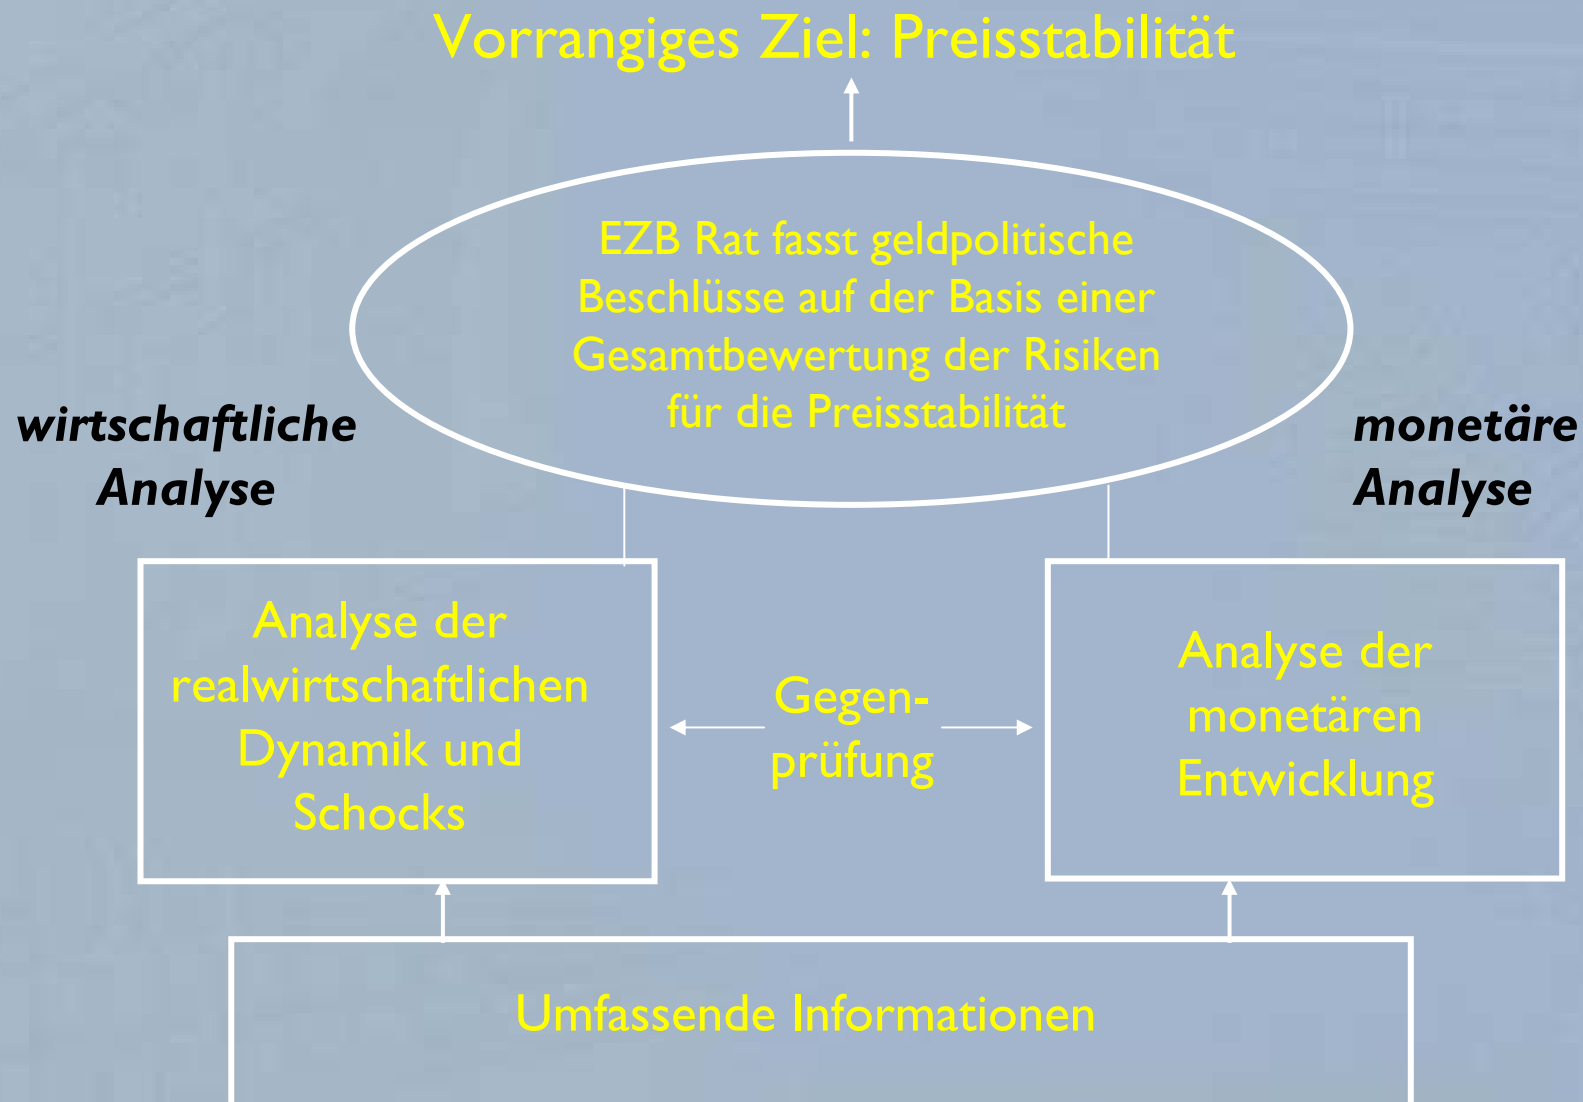 Vorrangiges Ziel: Preisstabilität
EZB Rat fasst geldpolitische
Beschlüsse auf der Basis einer
Gesamtbewertung der Risiken
für die Preisstabilität
wirtschaftliche
Analyse
monetäre
Analyse
Analyse der
realwirtschaftlichen
Dynamik und
Schocks
Gegen-
prüfung
Analyse der
monetären
Entwicklung
Umfassende Informationen